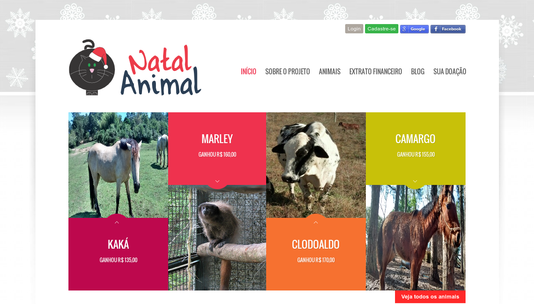 Login
Cadastre-se
Google
Facebook
Natal
Animal
INÍCIO
SOBRE O PROJETO
ANIMAIS
EXTRATO FINANCEIRO
BLOG
SUA DOAÇÃO
MARLEY
GANHOU R$ 160,00
CAMARGO
GANHOU R$ 155,00
KAKÁ
GANHOU R$ 135,00
CLODOALDO
GANHOU R$ 170,00
Veja todos os animais